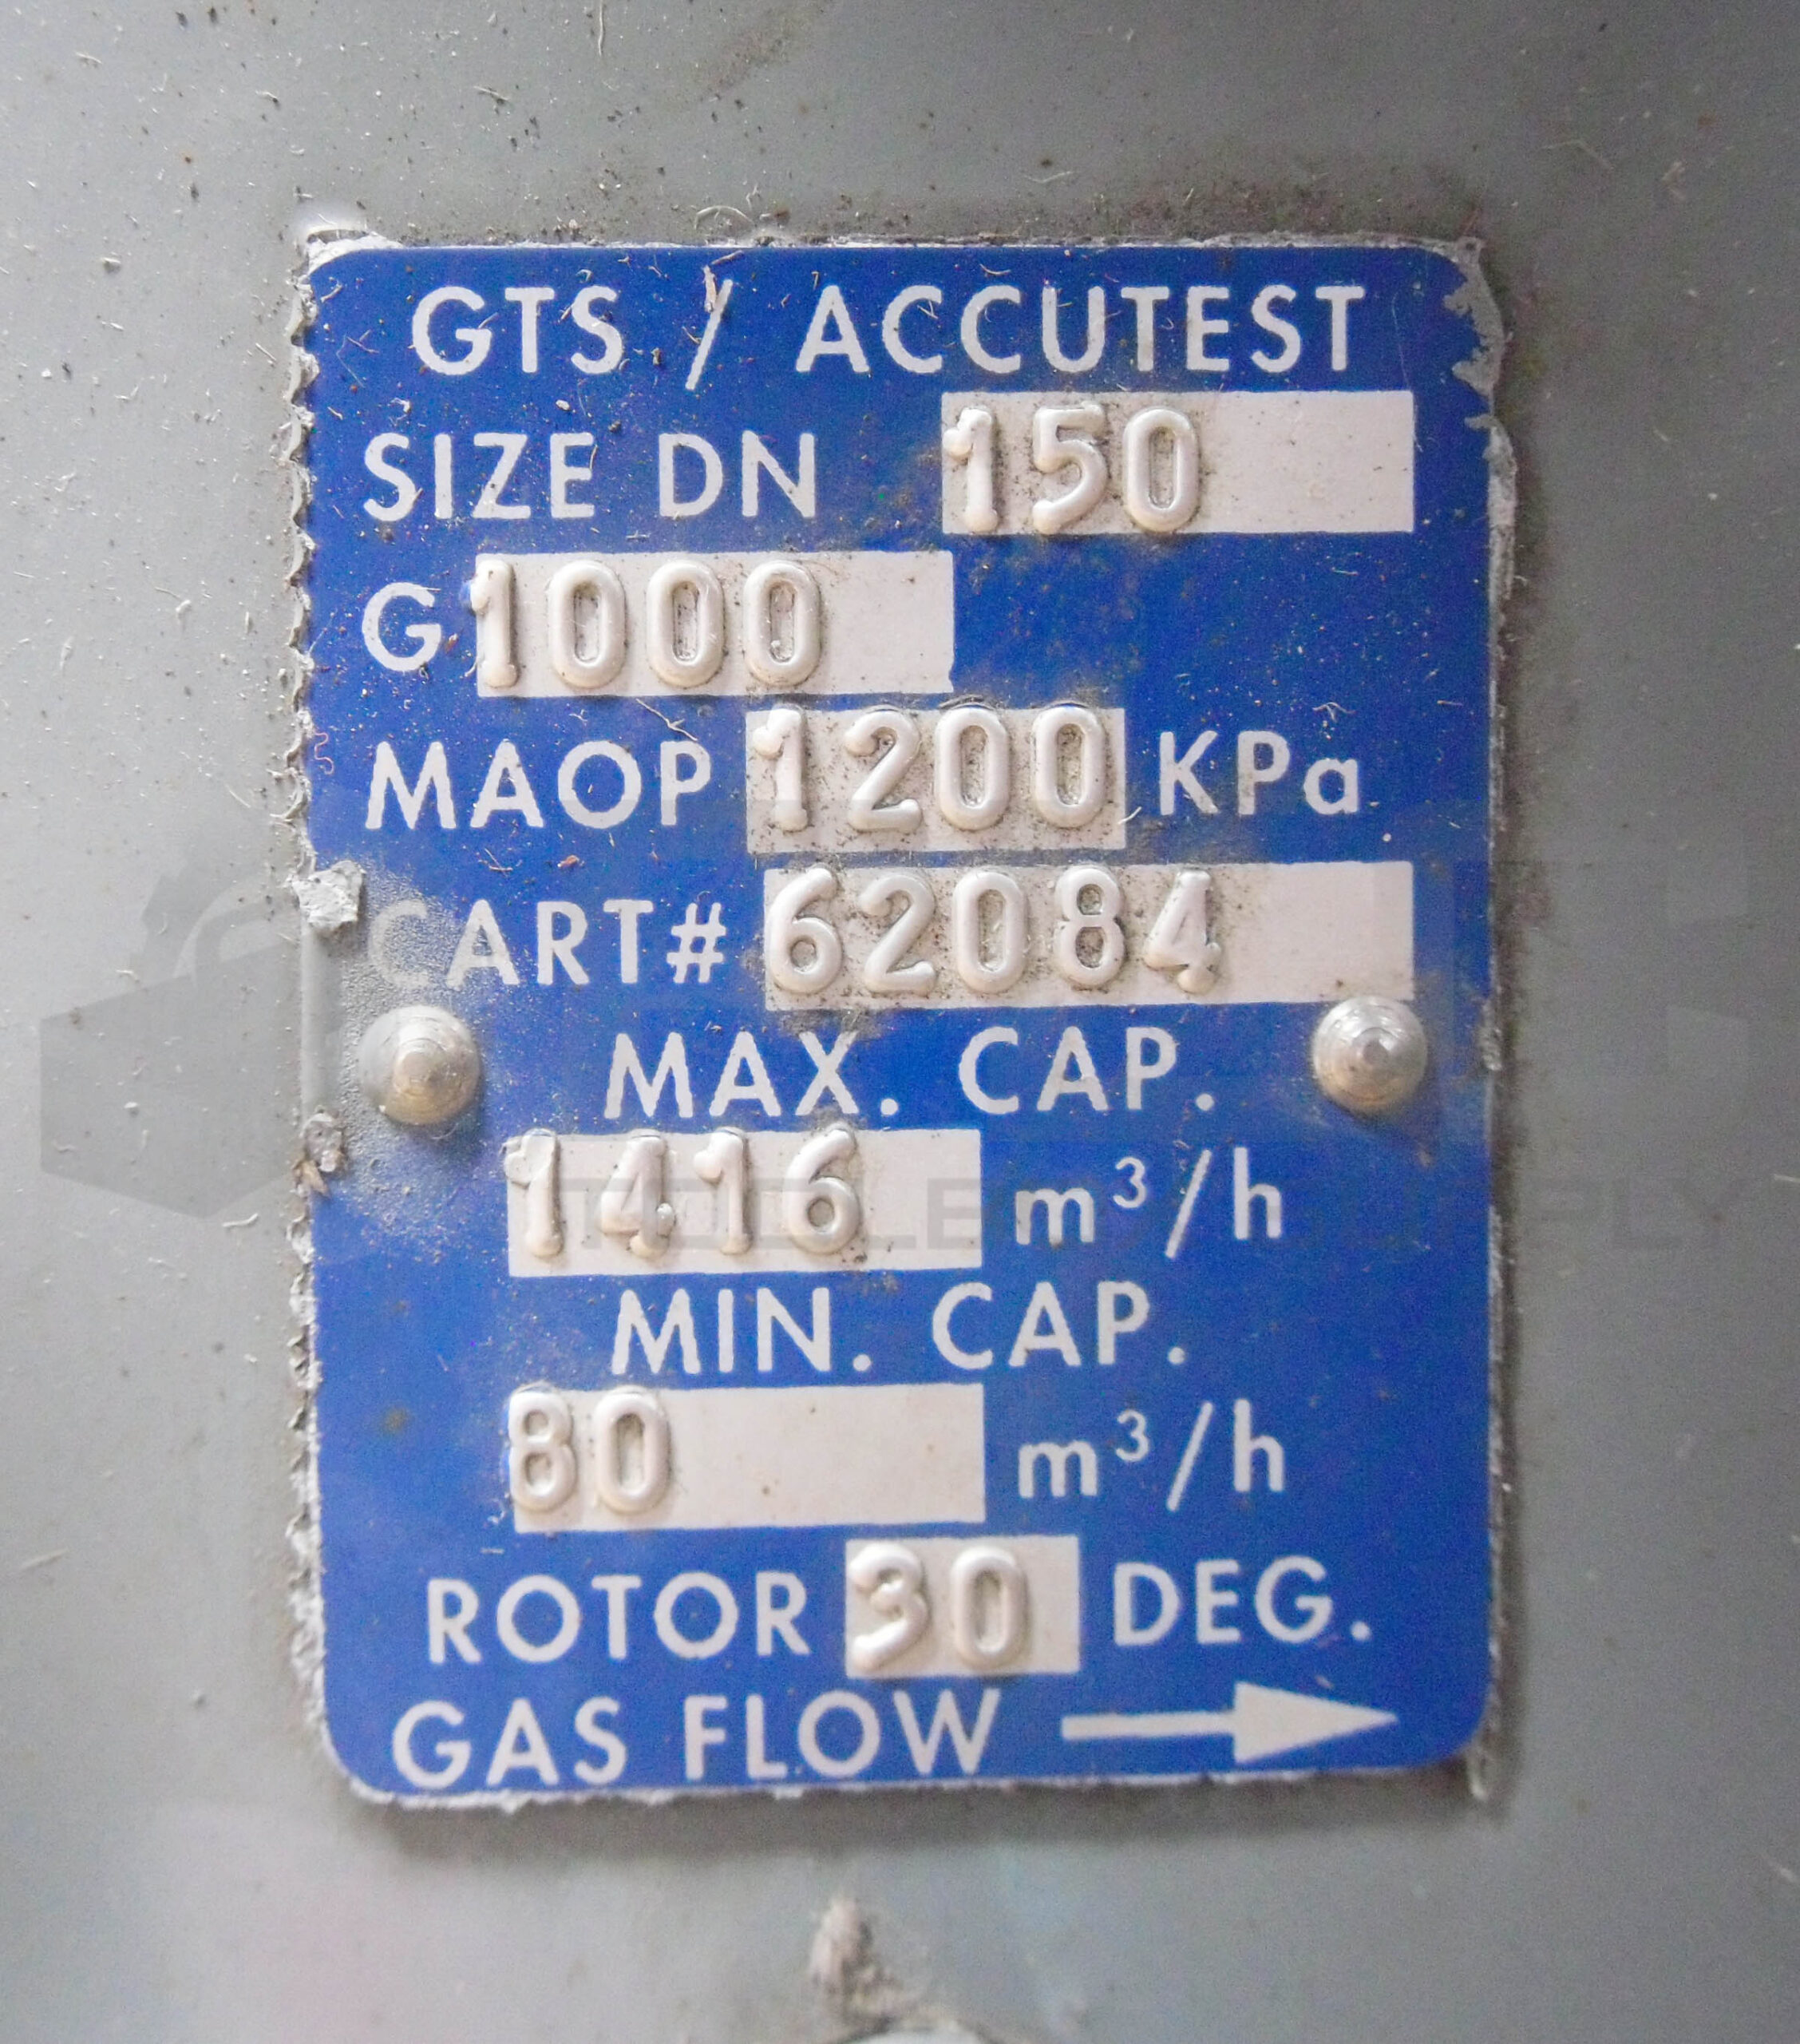 GTS / ACCUTEST
SIZE DN 150
G 1000
MAOP 1200 KPa
CART# 62084
MAX. CAP.
1416 m³/h
MIN. CAP.
80 m³/h
ROTOR 30 DEG.
GAS FLOW →